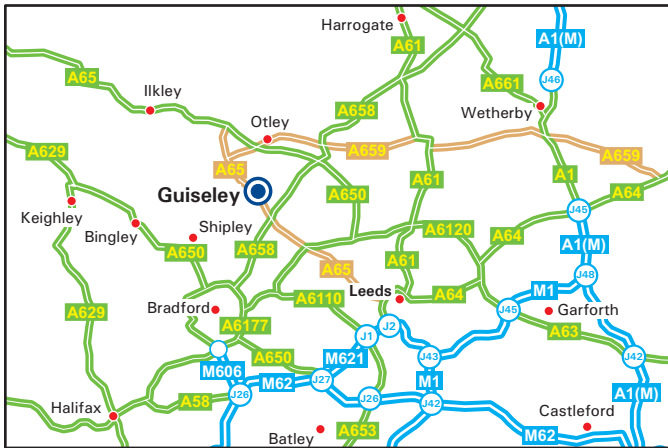 Harrogate
A61
A1(M)
A65
J46
A661
Ilkley
A658
Wetherby
Otley
A629
A659
A659
A65
A1
A61
A64
Guiseley
A650
Keighley
J45
Shipley
A6120
Bingley
A64
A1(M)
A658
A650
A61
A65
J48
M1
Leeds
A64
A6110
Bradford
J45
Garforth
A629
A6177
J2
A63
J1
A650
M621
J43
J42
M606
M62
J27
M1
A1(M)
J26
J26
J42
A58
Halifax
Castleford
Batley
A653
M62